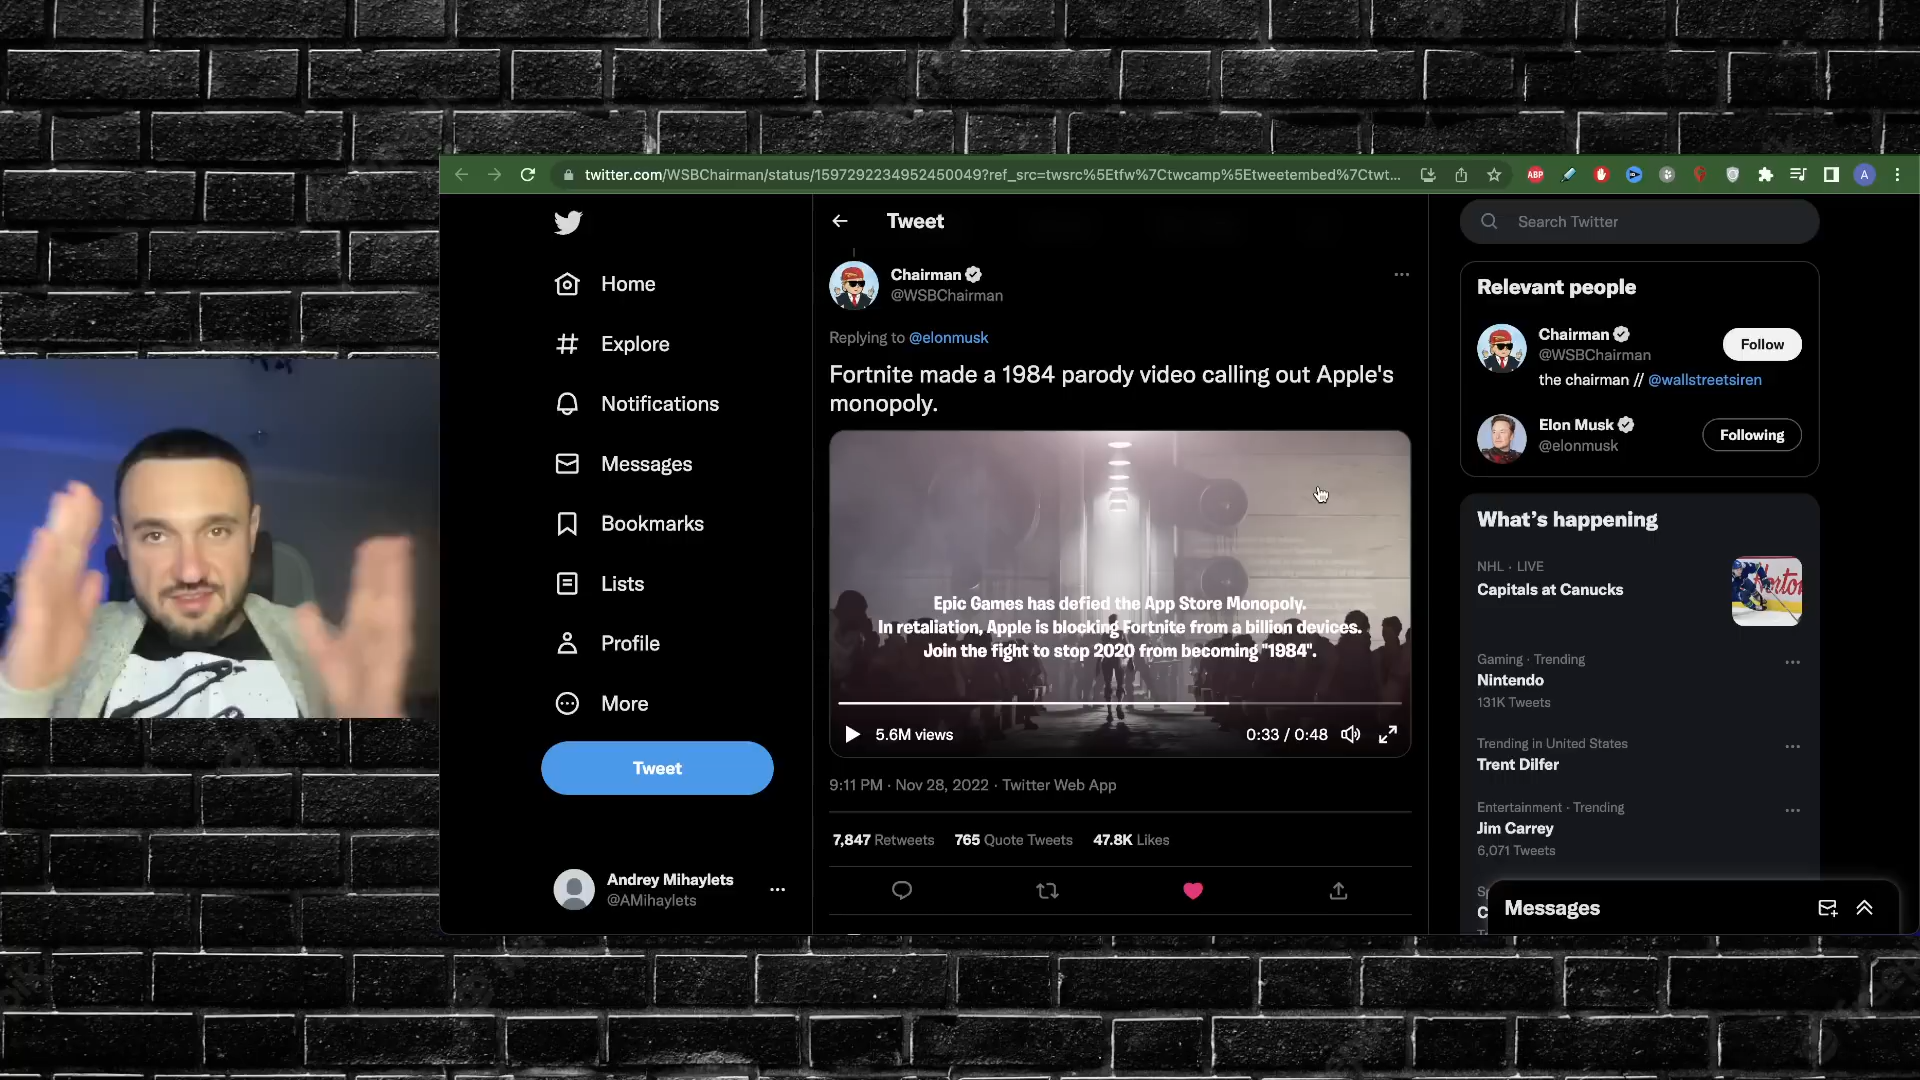 twitter.com/WSBChairman/status/1597292234952450049?ref_src=twsrc%5Etfw%7Ctwcamp%5Etweetembed%7Ctwt...
ABP
A
Home
Explore
Notifications
Messages
Bookmarks
Lists
Profile
More
Tweet
Andrey Mihaylets
@AMihaylets
Tweet
Chairman
@WSBChairman
Replying to @elonmusk
Fortnite made a 1984 parody video calling out Apple's
monopoly.
Epic Games has defied the App Store Monopoly.
In retaliation, Apple is blocking Fortnite from a billion devices.
Join the fight to stop 2020 from becoming "1984".
5.6M views
0:33 / 0:48
9:11 PM · Nov 28, 2022 · Twitter Web App
7,847 Retweets 765 Quote Tweets 47.8K Likes
Search Twitter
Relevant people
Chairman
@WSBChairman
Follow
the chairman // @wallstreetsiren
Elon Musk
@elonmusk
Following
What's happening
NHL · LIVE
Capitals at Canucks
Gaming · Trending
Nintendo
131K Tweets
Trending in United States
Trent Dilfer
Entertainment · Trending
Jim Carrey
6,071 Tweets
Messages